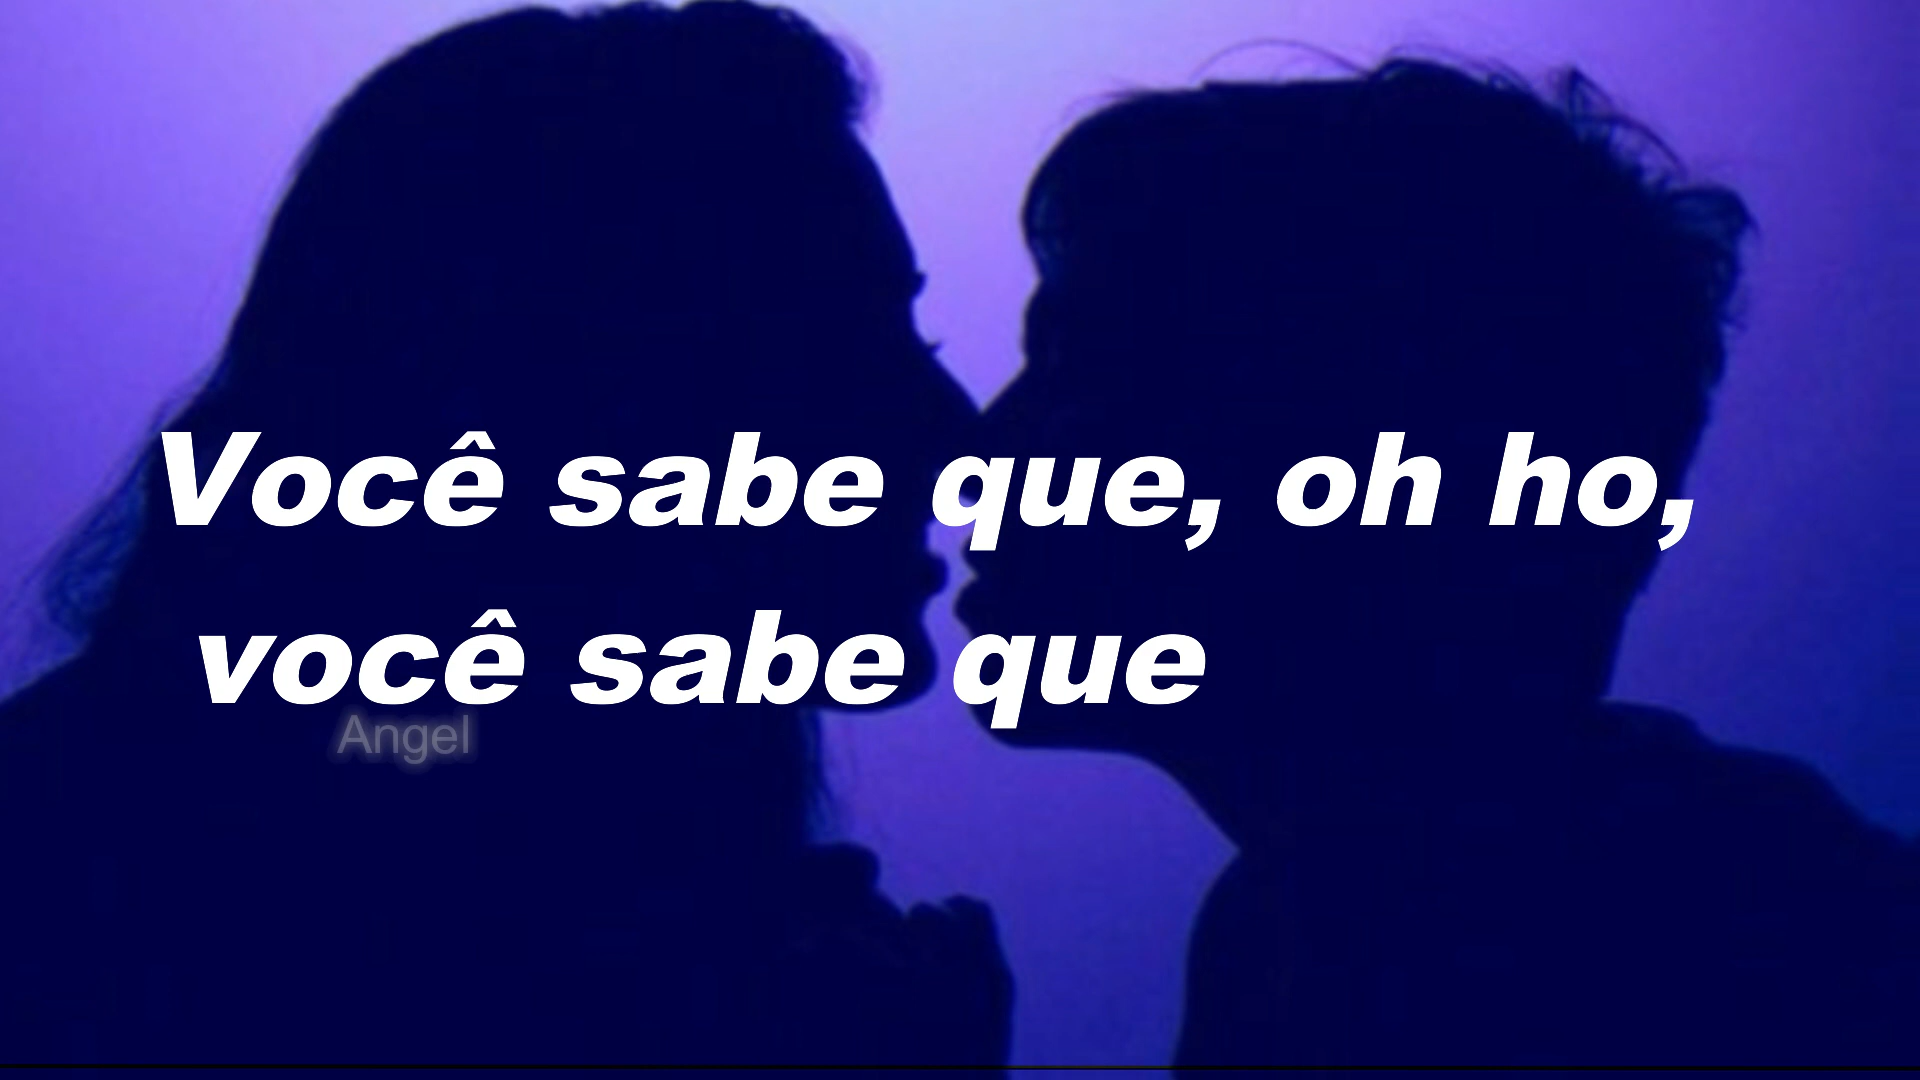 Você sabe que, oh ho,
você sabe que
Angel